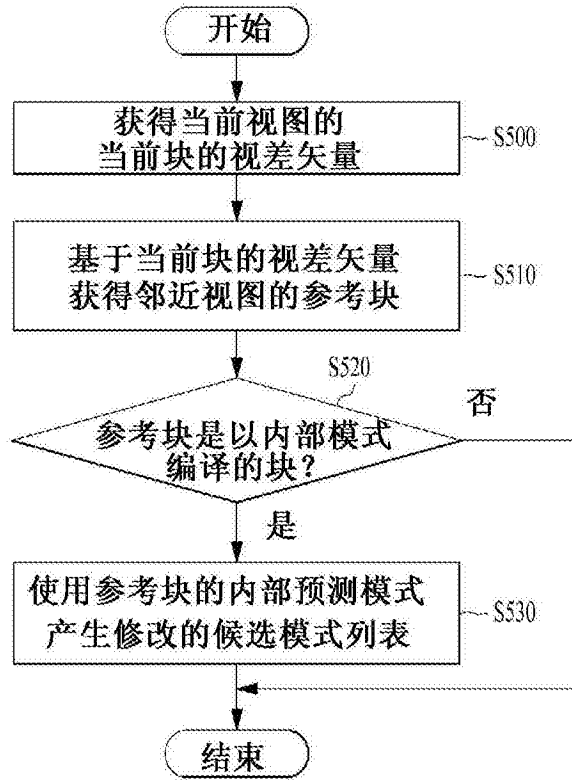 开始
获得当前视图的
当前块的视差矢量
S500
基于当前块的视差矢量
获得邻近视图的参考块
S510
S520
否
参考块是以内部模式
编译的块？
是
使用参考块的内部预测模式
产生修改的候选模式列表
S530
结束